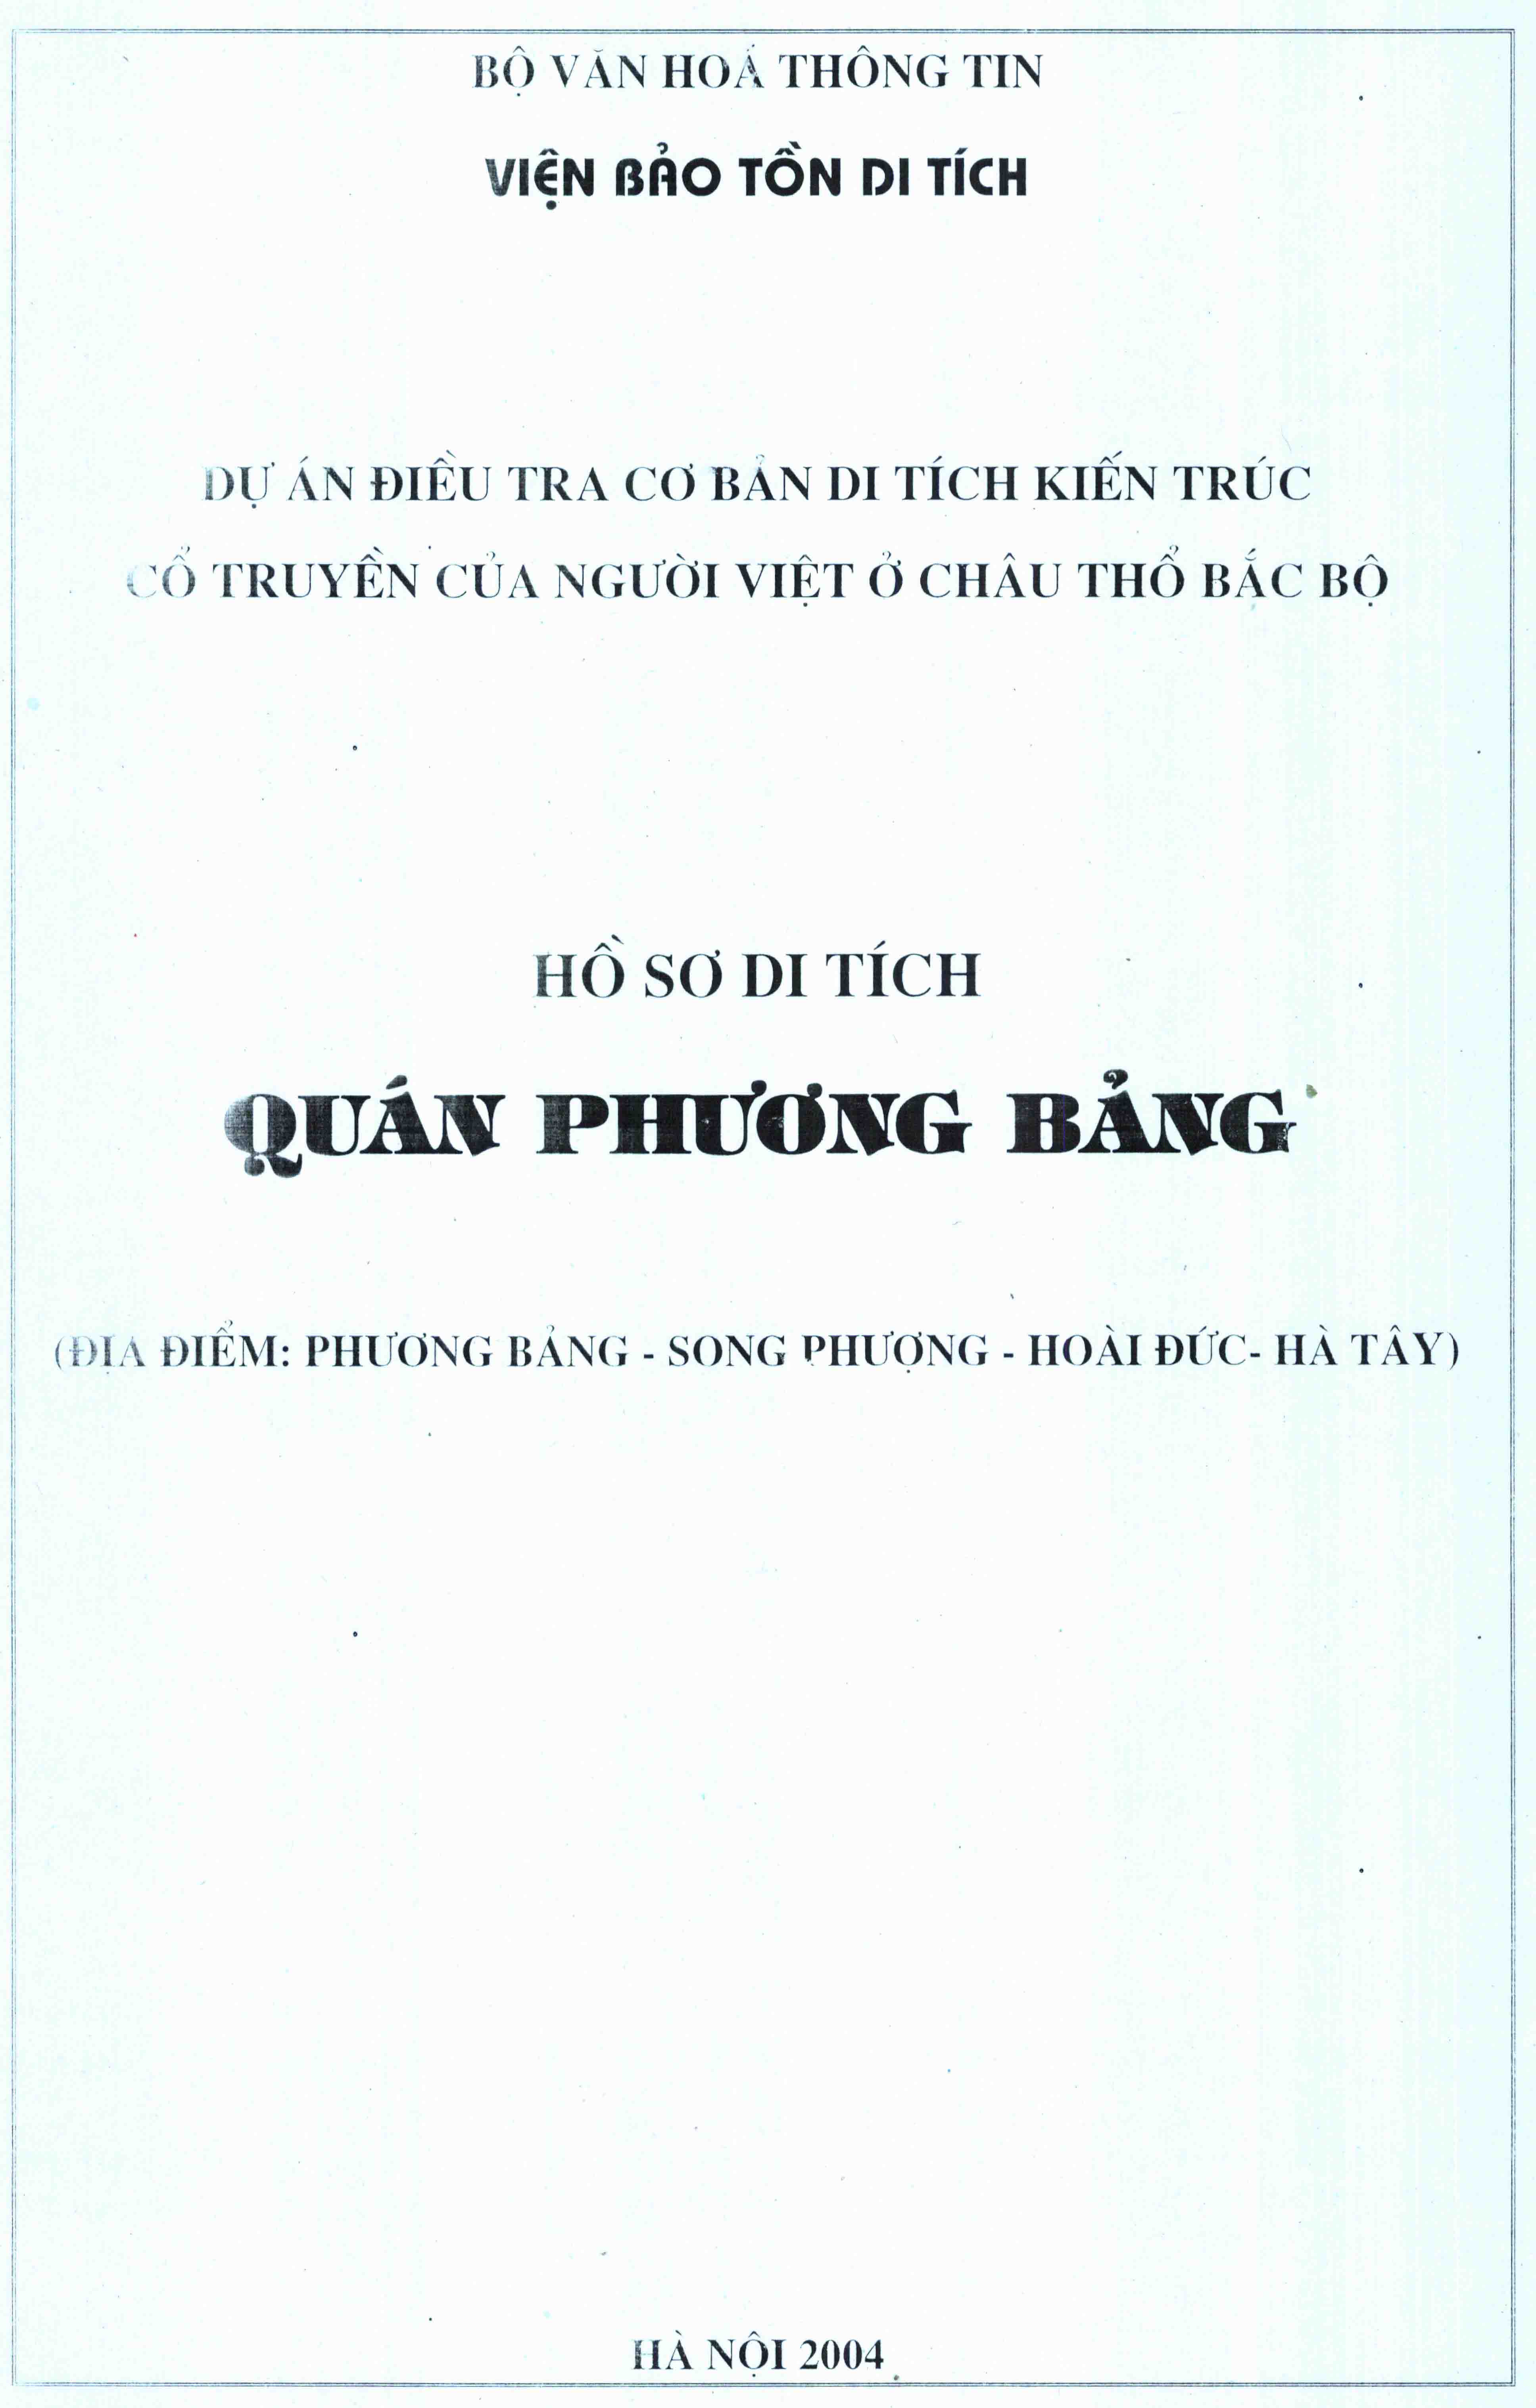 BỘ VĂN HOÁ THÔNG TIN
VIỆN BẢO TỒN DI TÍCH
DỰ ÁN ĐIỀU TRA CƠ BẢN DI TÍCH KIẾN TRÚC
CỔ TRUYỀN CỦA NGƯỜI VIỆT Ở CHÂU THỔ BẮC BỘ
HỒ SƠ DI TÍCH
QUÁN PHƯƠNG BẢNG
(ĐỊA ĐIỂM: PHƯƠNG BẢNG - SONG PHƯỢNG - HOÀI ĐỨC- HÀ TÂY)
HÀ NỘI 2004